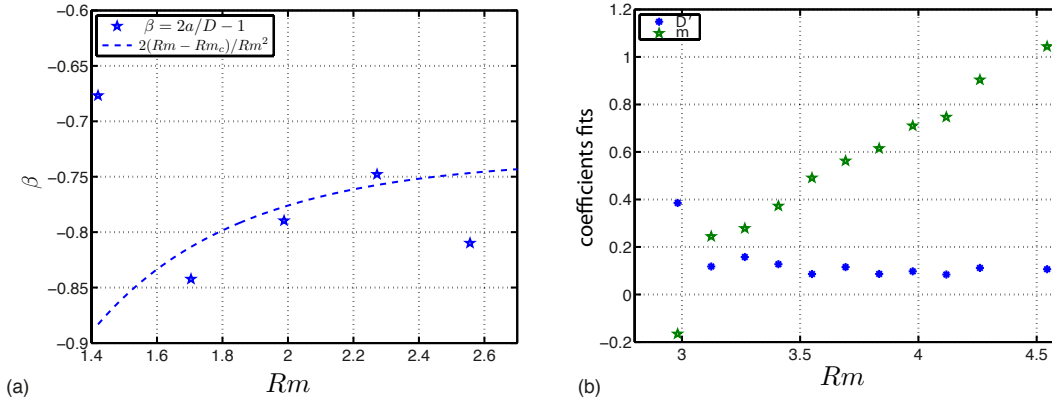 β = 2a/D − 1
2(Rm − Rm_c)/Rm²
−0.65
−0.7
−0.75
−0.8
−0.85
−0.9
β
1.4 1.6 1.8 2 2.2 2.4 2.6
Rm
(a)
D'
m
1.2
1
0.8
0.6
0.4
0.2
0
−0.2
coefficients fits
3 3.5 4 4.5
Rm
(b)